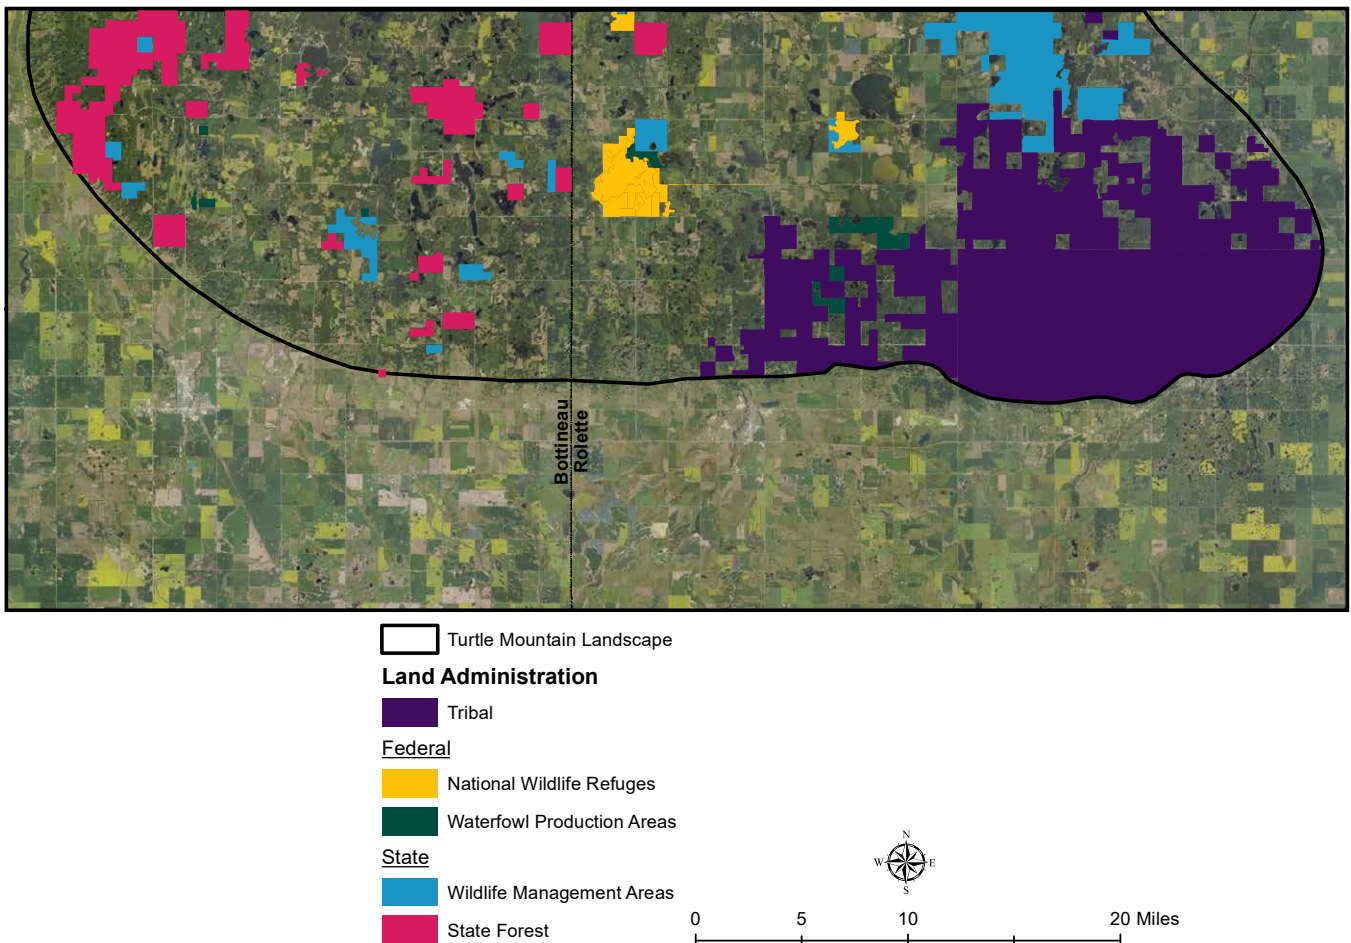 Bottineau
Rolette
Turtle Mountain Landscape
Land Administration
Tribal
Federal
National Wildlife Refuges
Waterfowl Production Areas
State
Wildlife Management Areas
State Forest
N
W E
S
0 5 10 20 Miles